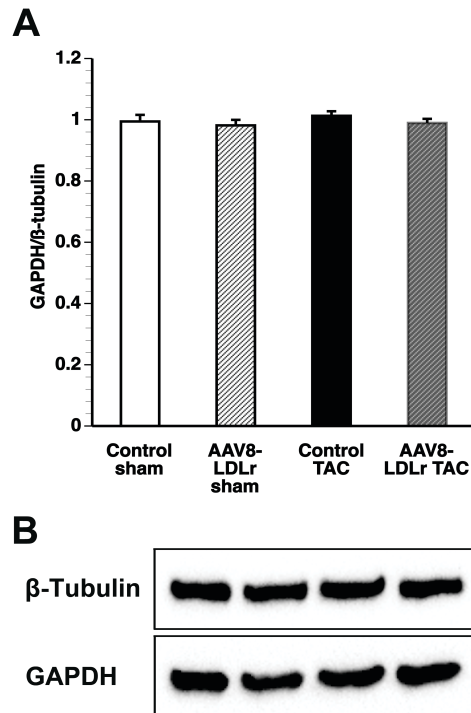 A
1.2
1
0.8
0.6
0.4
0.2
0
GAPDH/ß-tubulin
Control
sham
AAV8-
LDLr
sham
Control
TAC
AAV8-
LDLr TAC
B
β-Tubulin
GAPDH